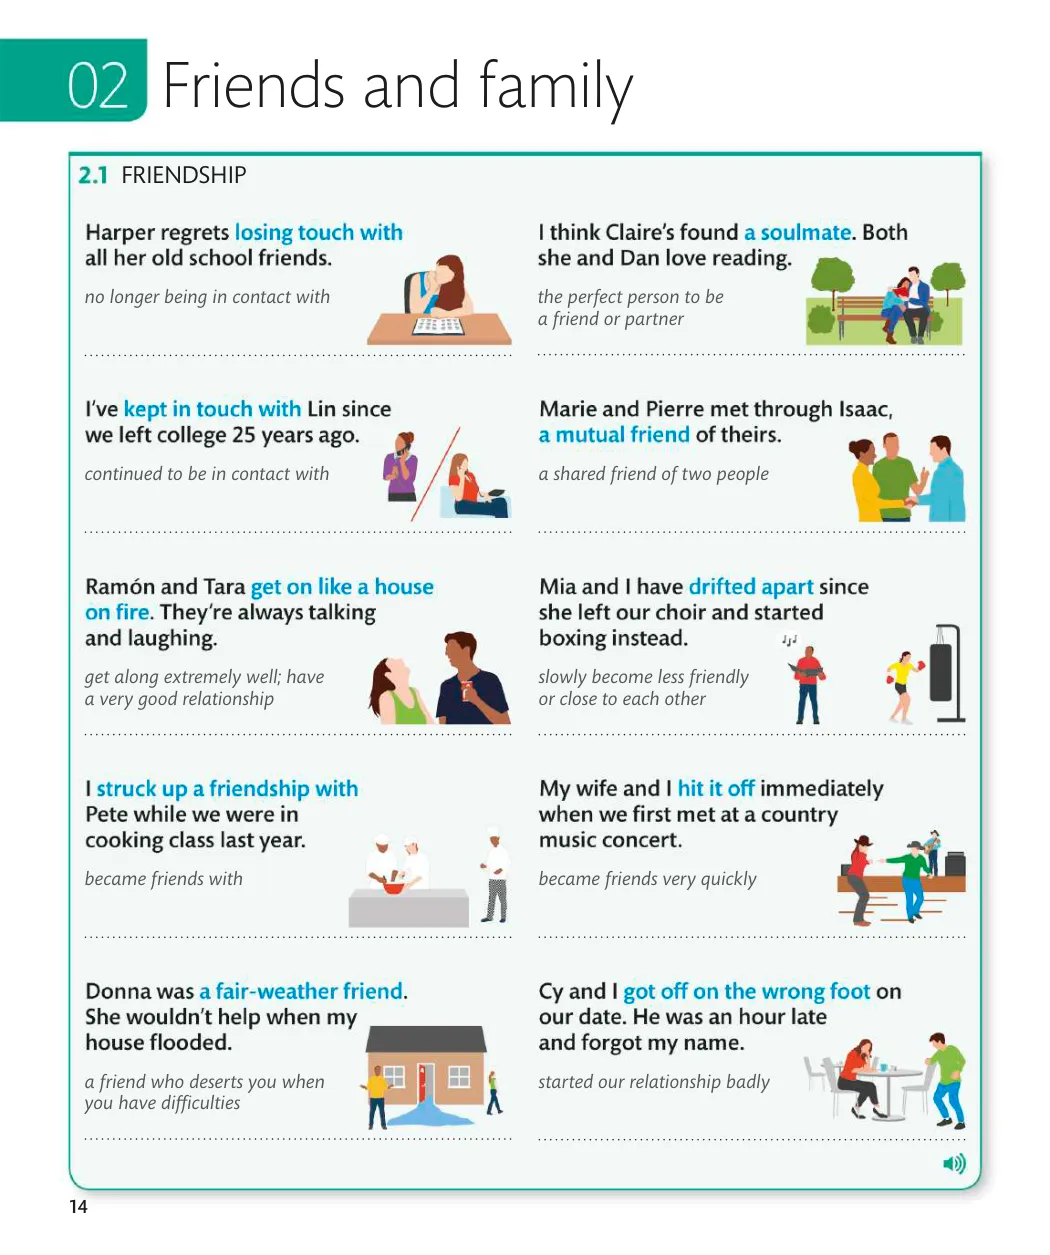 02 Friends and family
2.1 FRIENDSHIP
Harper regrets losing touch with
all her old school friends.
no longer being in contact with
I've kept in touch with Lin since
we left college 25 years ago.
continued to be in contact with
Ramón and Tara get on like a house
on fire. They're always talking
and laughing.
get along extremely well; have
a very good relationship
I struck up a friendship with
Pete while we were in
cooking class last year.
became friends with
Donna was a fair-weather friend.
She wouldn't help when my
house flooded.
a friend who deserts you when
you have difficulties
I think Claire's found a soulmate. Both
she and Dan love reading.
the perfect person to be
a friend or partner
Marie and Pierre met through Isaac,
a mutual friend of theirs.
a shared friend of two people
Mia and I have drifted apart since
she left our choir and started
boxing instead.
slowly become less friendly
or close to each other
My wife and I hit it off immediately
when we first met at a country
music concert.
became friends very quickly
Cy and I got off on the wrong foot on
our date. He was an hour late
and forgot my name.
started our relationship badly
14